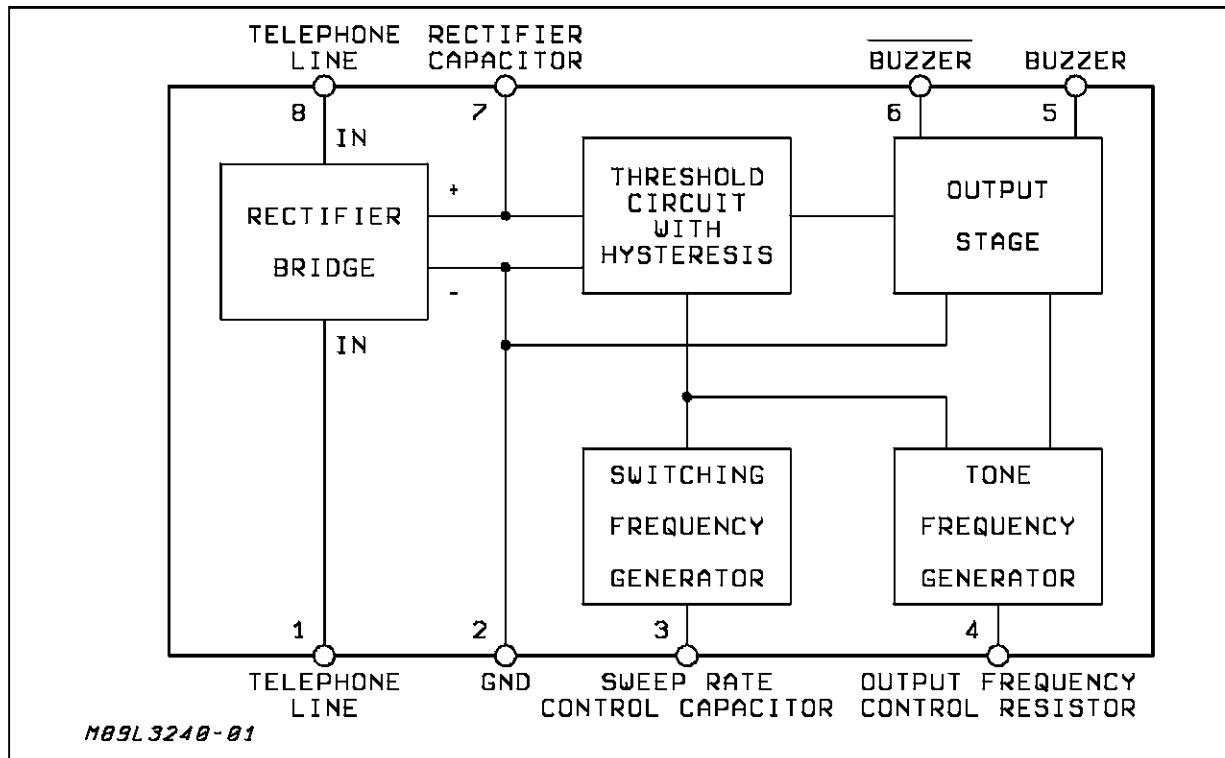 TELEPHONE LINE
RECTIFIER CAPACITOR
BUZZER
BUZZER
8
7
6
5
IN
+
RECTIFIER
BRIDGE
-
IN
THRESHOLD
CIRCUIT
WITH
HYSTERESIS
OUTPUT
STAGE
SWITCHING
FREQUENCY
GENERATOR
TONE
FREQUENCY
GENERATOR
1
2
3
4
TELEPHONE
LINE
GND
SWEEP RATE
CONTROL CAPACITOR
OUTPUT FREQUENCY
CONTROL RESISTOR
M89L3240-01